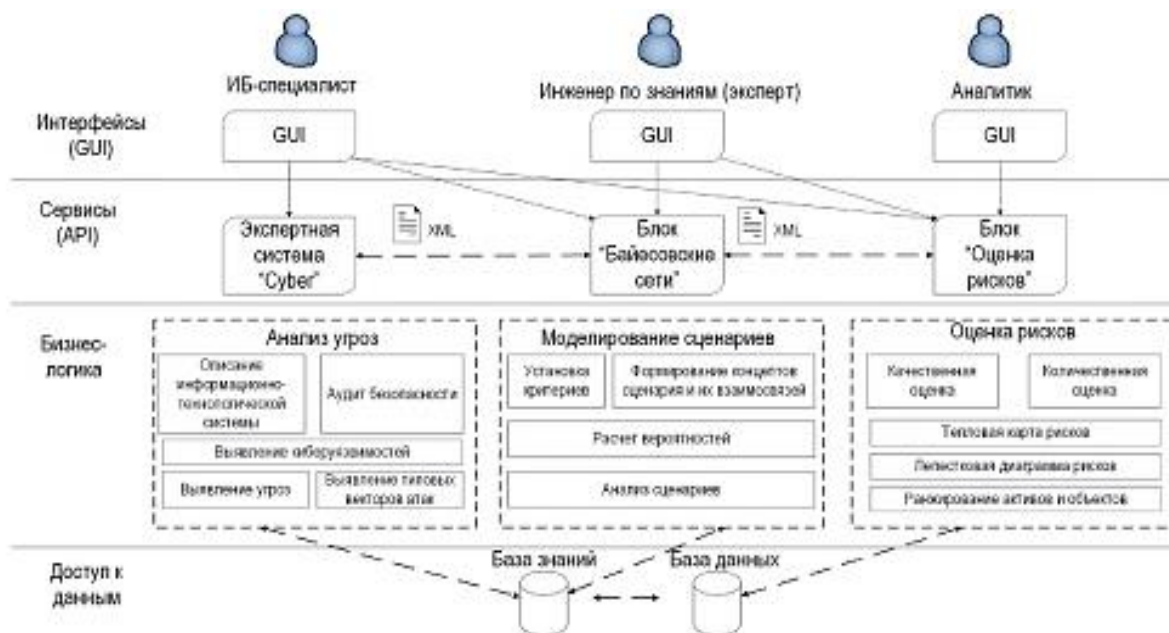 ИБ-специалист
Инженер по знаниям (эксперт)
Аналитик
Интерфейсы
(GUI)
GUI
GUI
GUI
Сервисы
(API)
Экспертная
система
"Cyber"
XML
Блок
"Байесовские
сети"
XML
Блок
"Оценка
рисков"
Бизнес-
логика
Анализ угроз
Описание
информационно-
технологической
системы
Аудит безопасности
Выявление киберуязвимостей
Выявление угроз
Выявление типовых
векторов атак
Моделирование сценариев
Установка
критериев
Формирование концептов
сценария и их взаимосвязей
Расчет вероятностей
Анализ сценариев
Оценка рисков
Качественная
оценка
Количественная
оценка
Тепловая карта рисков
Лепестковая диаграмма рисков
Ранжирование активов и объектов
Доступ к
данным
База знаний
База данных